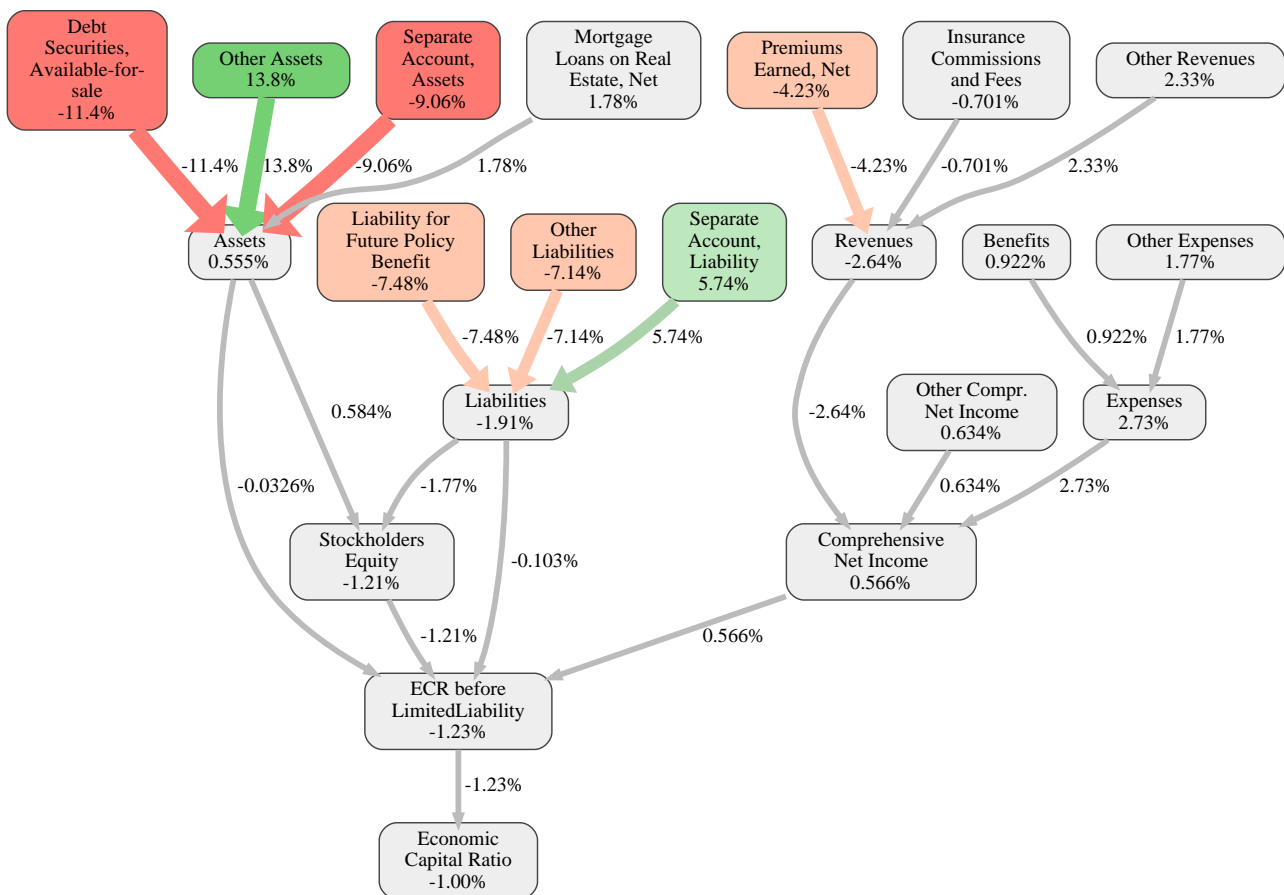 Debt
Securities,
Available-for-
sale
-11.4%
Other Assets
13.8%
Separate
Account,
Assets
-9.06%
Mortgage
Loans on Real
Estate, Net
1.78%
Premiums
Earned, Net
-4.23%
Insurance
Commissions
and Fees
-0.701%
Other Revenues
2.33%
-11.4%
13.8%
-9.06%
1.78%
-4.23%
-0.701%
2.33%
Assets
0.555%
Liability for
Future Policy
Benefit
-7.48%
Other
Liabilities
-7.14%
Separate
Account,
Liability
5.74%
Revenues
-2.64%
Benefits
0.922%
Other Expenses
1.77%
-7.48%
-7.14%
5.74%
0.922%
1.77%
0.584%
Liabilities
-1.91%
-2.64%
Other Compr.
Net Income
0.634%
Expenses
2.73%
-0.0326%
-1.77%
0.634%
2.73%
Stockholders
Equity
-1.21%
-0.103%
Comprehensive
Net Income
0.566%
-1.21%
0.566%
ECR before
LimitedLiability
-1.23%
-1.23%
Economic
Capital Ratio
-1.00%